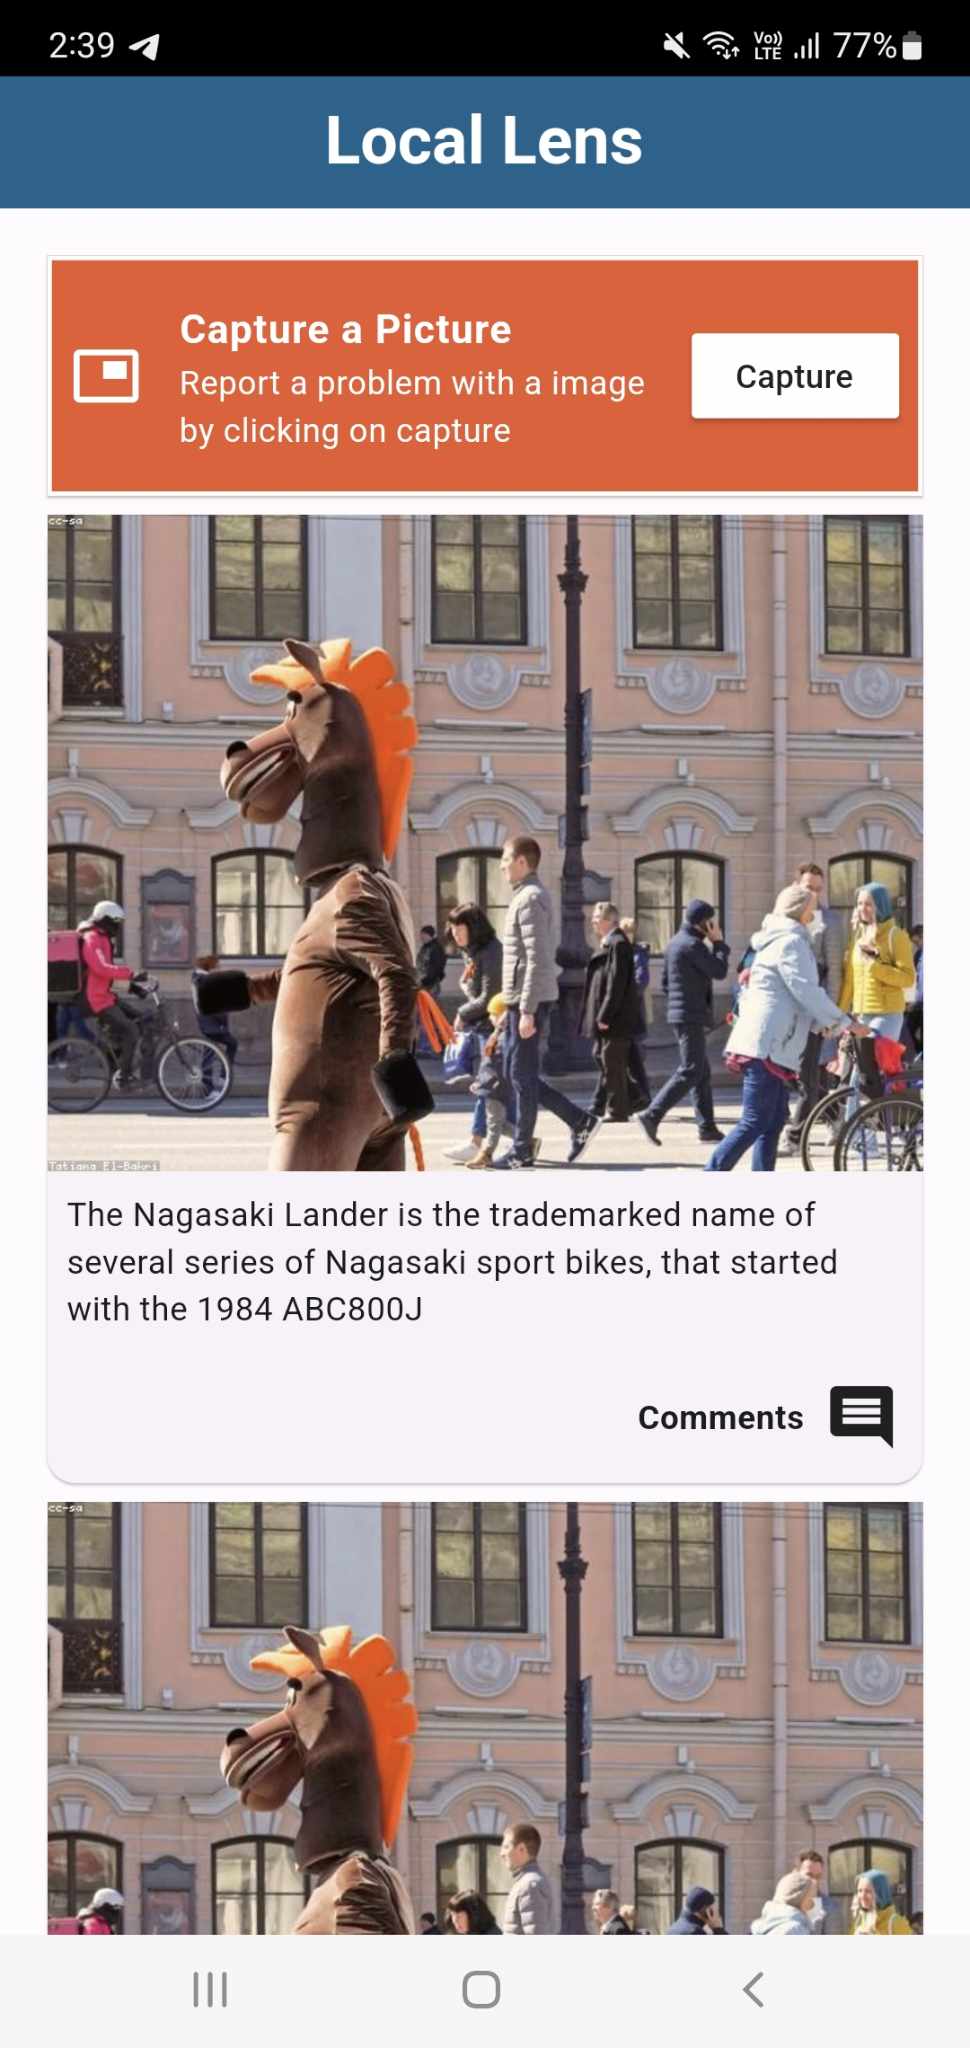 2:39
Vo))
LTE
77%
Local Lens
Capture a Picture
Report a problem with a image
by clicking on capture
Capture
cc-sa
Tatiana El-Bakri
The Nagasaki Lander is the trademarked name of
several series of Nagasaki sport bikes, that started
with the 1984 ABC800J
Comments
cc-sa